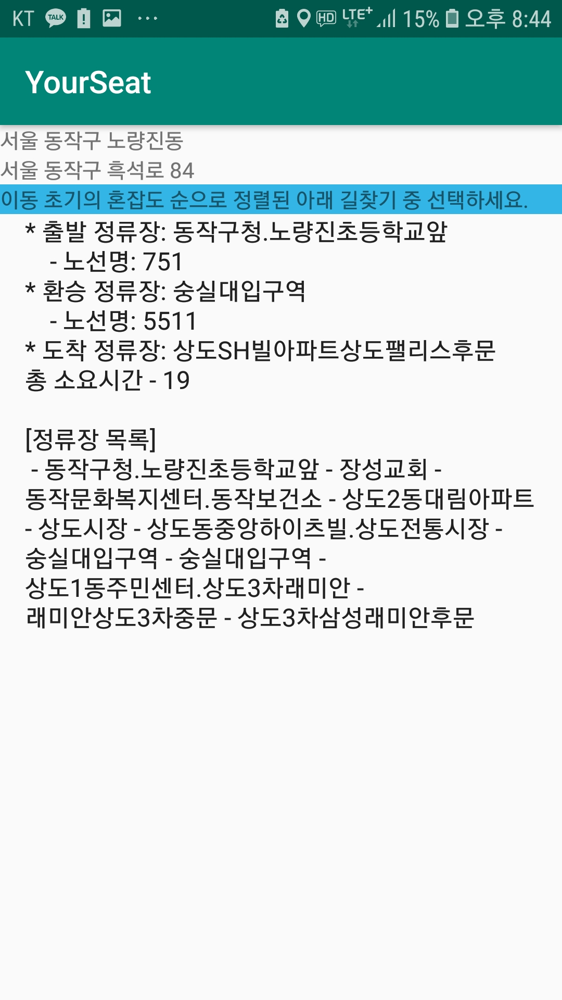 KT TALK HD LTE+ 15% 오후 8:44
YourSeat
서울 동작구 노량진동
서울 동작구 흑석로 84
이동 초기의 혼잡도 순으로 정렬된 아래 길찾기 중 선택하세요.
* 출발 정류장: 동작구청.노량진초등학교앞
- 노선명: 751
* 환승 정류장: 숭실대입구역
- 노선명: 5511
* 도착 정류장: 상도SH빌아파트상도팰리스후문
총 소요시간 - 19
[정류장 목록]
- 동작구청.노량진초등학교앞 - 장성교회 -
동작문화복지센터.동작보건소 - 상도2동대림아파트
- 상도시장 - 상도동중앙하이츠빌.상도전통시장 -
숭실대입구역 - 숭실대입구역 -
상도1동주민센터.상도3차래미안 -
래미안상도3차중문 - 상도3차삼성래미안후문